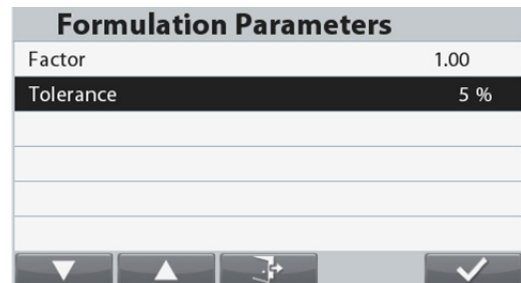 Formulation Parameters
Factor 1.00
Tolerance 5 %